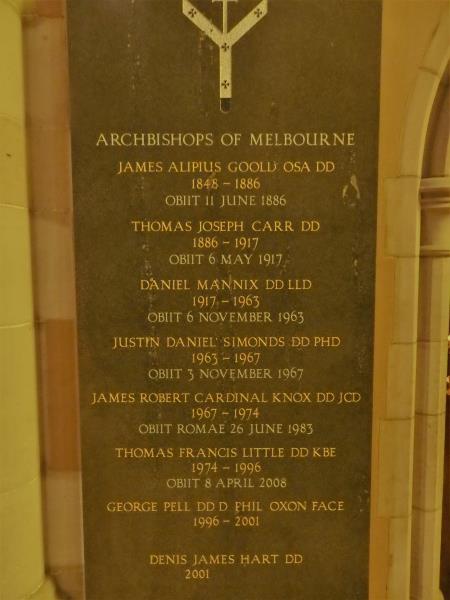 ARCHBISHOPS OF MELBOURNE
JAMES ALIPIUS GOOLD OSA DD
1848 – 1886
OBIIT 11 JUNE 1886
THOMAS JOSEPH CARR DD
1886 – 1917
OBIIT 6 MAY 1917
DANIEL MANNIX DD LLD
1917 – 1963
OBIIT 6 NOVEMBER 1963
JUSTIN DANIEL SIMONDS DD PHD
1963 – 1967
OBIIT 3 NOVEMBER 1967
JAMES ROBERT CARDINAL KNOX DD JCD
1967 – 1974
OBIIT ROMAE 26 JUNE 1983
THOMAS FRANCIS LITTLE DD KBE
1974 – 1996
OBIIT 8 APRIL 2008
GEORGE PELL DD D PHIL OXON FACE
1996 – 2001
DENIS JAMES HART DD
2001